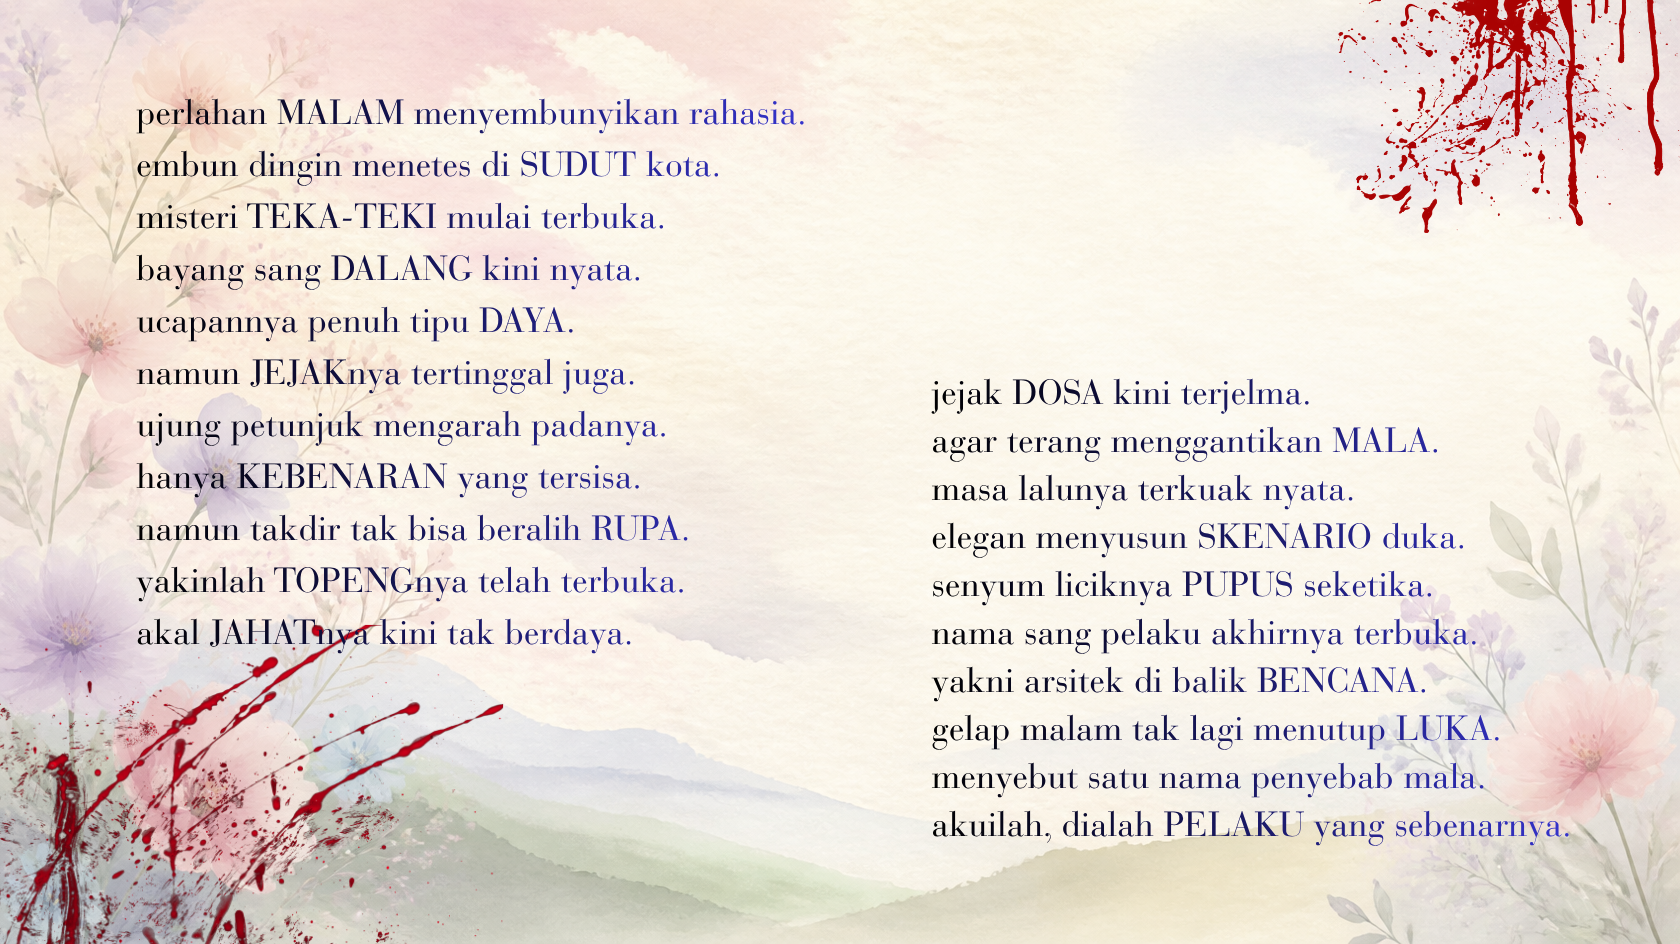 perlahan MALAM menyembunyikan rahasia.
embun dingin menetes di SUDUT kota.
misteri TEKA-TEKI mulai terbuka.
bayang sang DALANG kini nyata.
ucapannya penuh tipu DAYA.
namun JEJAKnya tertinggal juga.
ujung petunjuk mengarah padanya.
hanya KEBENARAN yang tersisa.
namun takdir tak bisa beralih RUPA.
yakinlah TOPENGnya telah terbuka.
akal JAHATnya kini tak berdaya.
jejak DOSA kini terjelma.
agar terang menggantikan MALA.
masa lalunya terkuak nyata.
elegan menyusun SKENARIO duka.
senyum liciknya PUPUS seketika.
nama sang pelaku akhirnya terbuka.
yakni arsitek di balik BENCANA.
gelap malam tak lagi menutup LUKA.
menyebut satu nama penyebab mala.
akuilah, dialah PELAKU yang sebenarnya.